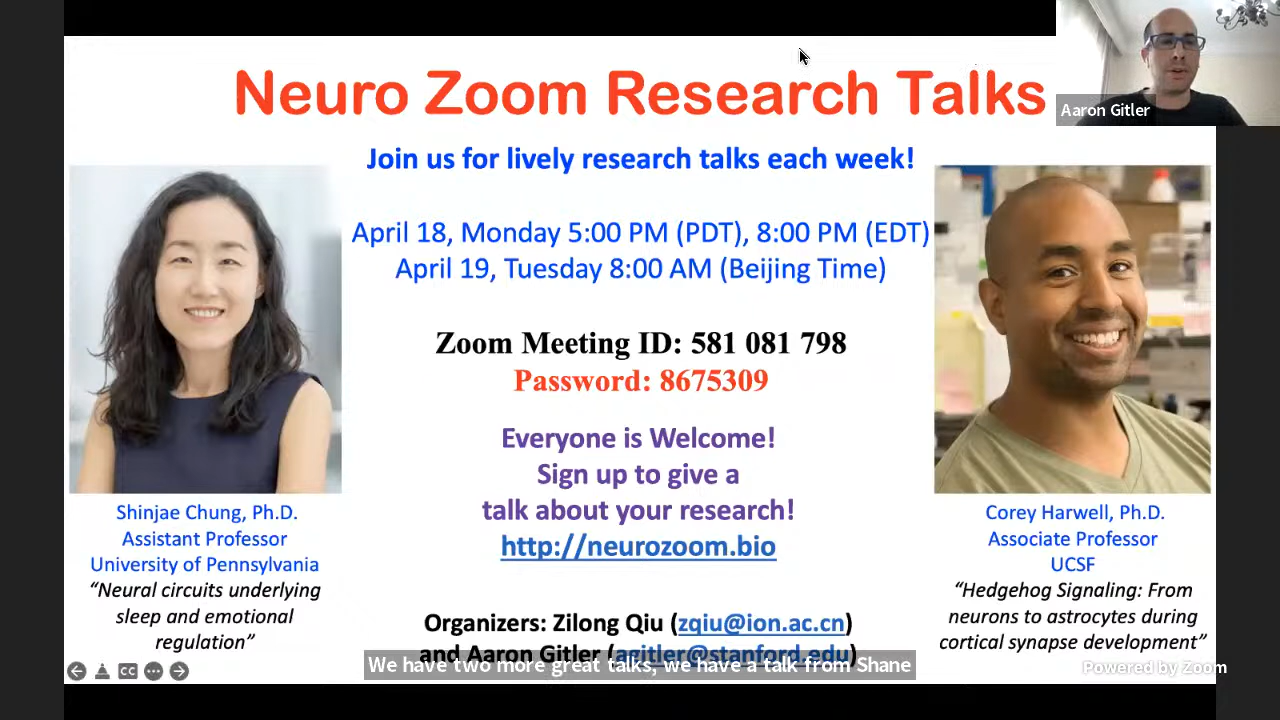 Neuro Zoom Research Talks
Aaron Gitler
Join us for lively research talks each week!
April 18, Monday 5:00 PM (PDT), 8:00 PM (EDT)
April 19, Tuesday 8:00 AM (Beijing Time)
Zoom Meeting ID: 581 081 798
Password: 8675309
Everyone is Welcome!
Sign up to give a
talk about your research!
http://neurozoom.bio
Shinjae Chung, Ph.D.
Assistant Professor
University of Pennsylvania
“Neural circuits underlying
sleep and emotional
regulation”
Corey Harwell, Ph.D.
Associate Professor
UCSF
“Hedgehog Signaling: From
neurons to astrocytes during
cortical synapse development”
Organizers: Zilong Qiu (zqiu@ion.ac.cn)
and Aaron Gitler (agitler@stanford.edu)
We have two more great talks, we have a talk from Shane
CC
Powered by Zoom